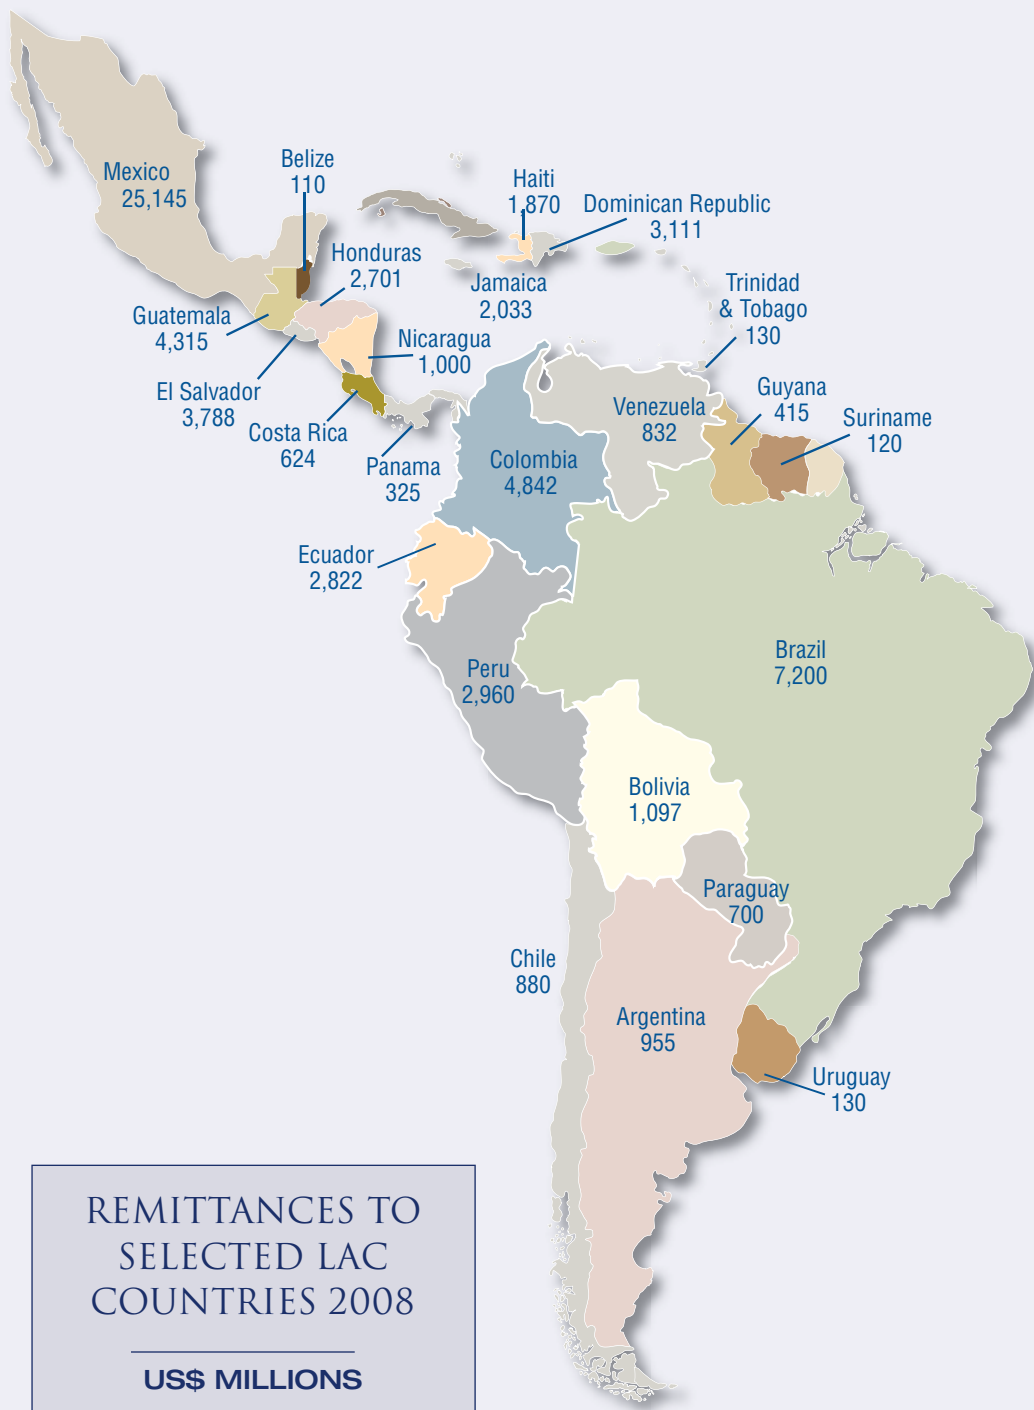 Mexico
25,145
Belize
110
Haiti
1,870
Dominican Republic
3,111
Honduras
2,701
Jamaica
2,033
Trinidad
& Tobago
130
Guatemala
4,315
Nicaragua
1,000
El Salvador
3,788
Costa Rica
624
Panama
325
Venezuela
832
Guyana
415
Suriname
120
Colombia
4,842
Ecuador
2,822
Peru
2,960
Brazil
7,200
Bolivia
1,097
Paraguay
700
Chile
880
Argentina
955
Uruguay
130
REMITTANCES TO
SELECTED LAC
COUNTRIES 2008
US$ MILLIONS